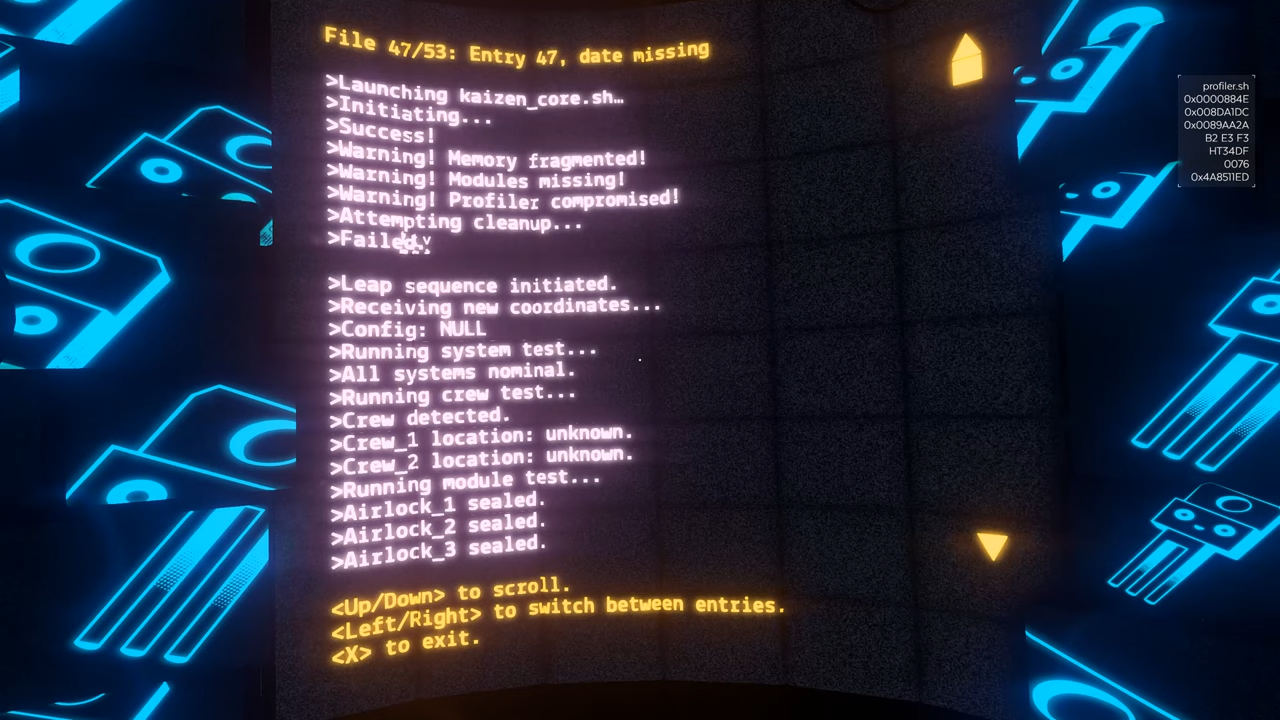 File 47/53: Entry 47, date missing
>Launching kaizen_core.sh…
>Initiating...
>Success!
>Warning! Memory fragmented!
>Warning! Modules missing!
>Warning! Profiler compromised!
>Attempting cleanup...
>Failed.
>Leap sequence initiated.
>Receiving new coordinates...
>Config: NULL
>Running system test...
>All systems nominal.
>Running crew test...
>Crew detected.
>Crew_1 location: unknown.
>Crew_2 location: unknown.
>Running module test...
>Airlock_1 sealed.
>Airlock_2 sealed.
>Airlock_3 sealed.
<Up/Down> to scroll.
<Left/Right> to switch between entries.
<X> to exit.
profiler.sh
0x0000884E
0x008DA1DC
0x0089AA2A
B2 E3 F3
HT34DF
0076
0x4A8511ED